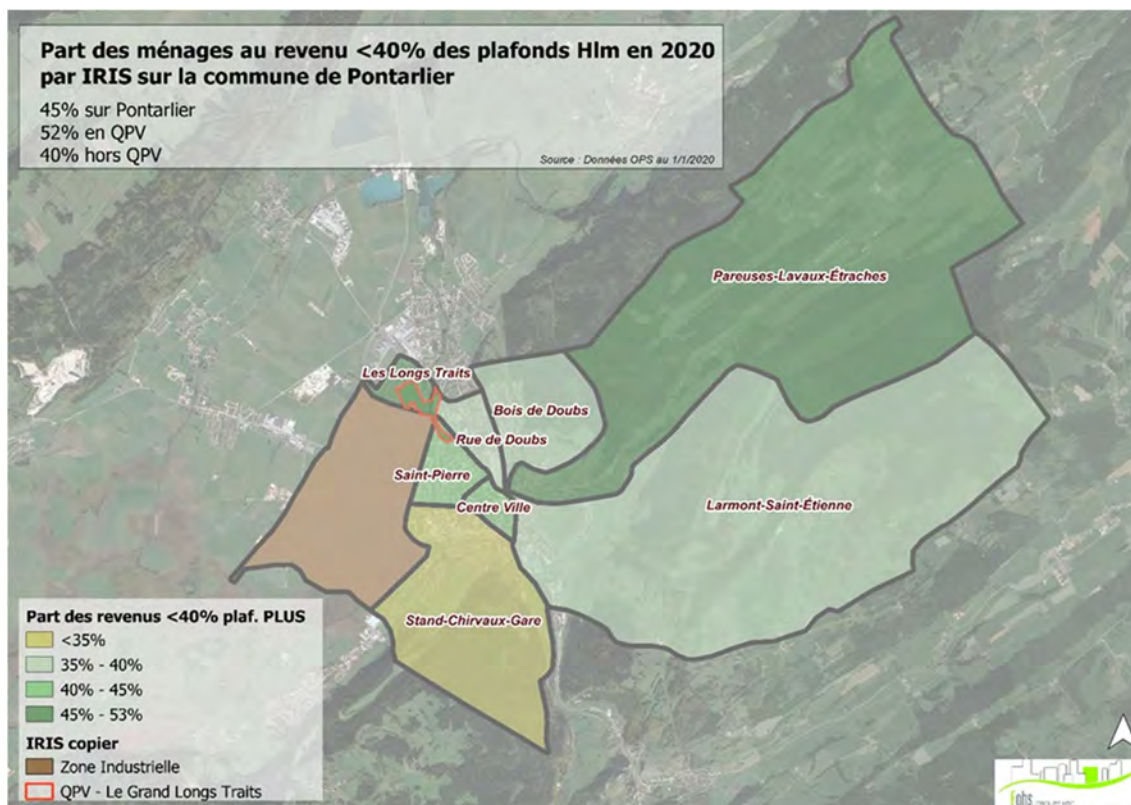 Part des ménages au revenu <40% des plafonds Hlm en 2020
par IRIS sur la commune de Pontarlier
45% sur Pontarlier
52% en QPV
40% hors QPV
Source : Données OPS au 1/1/2020
Pareuses-Lavaux-Étraches
Les Longs Traits
Bois de Doubs
Rue de Doubs
Saint-Pierre
Centre Ville
Larmont-Saint-Étienne
Stand-Chirvaux-Gare
Part des revenus <40% plaf. PLUS
<35%
35% - 40%
40% - 45%
45% - 53%
IRIS copier
Zone Industrielle
QPV - Le Grand Longs Traits